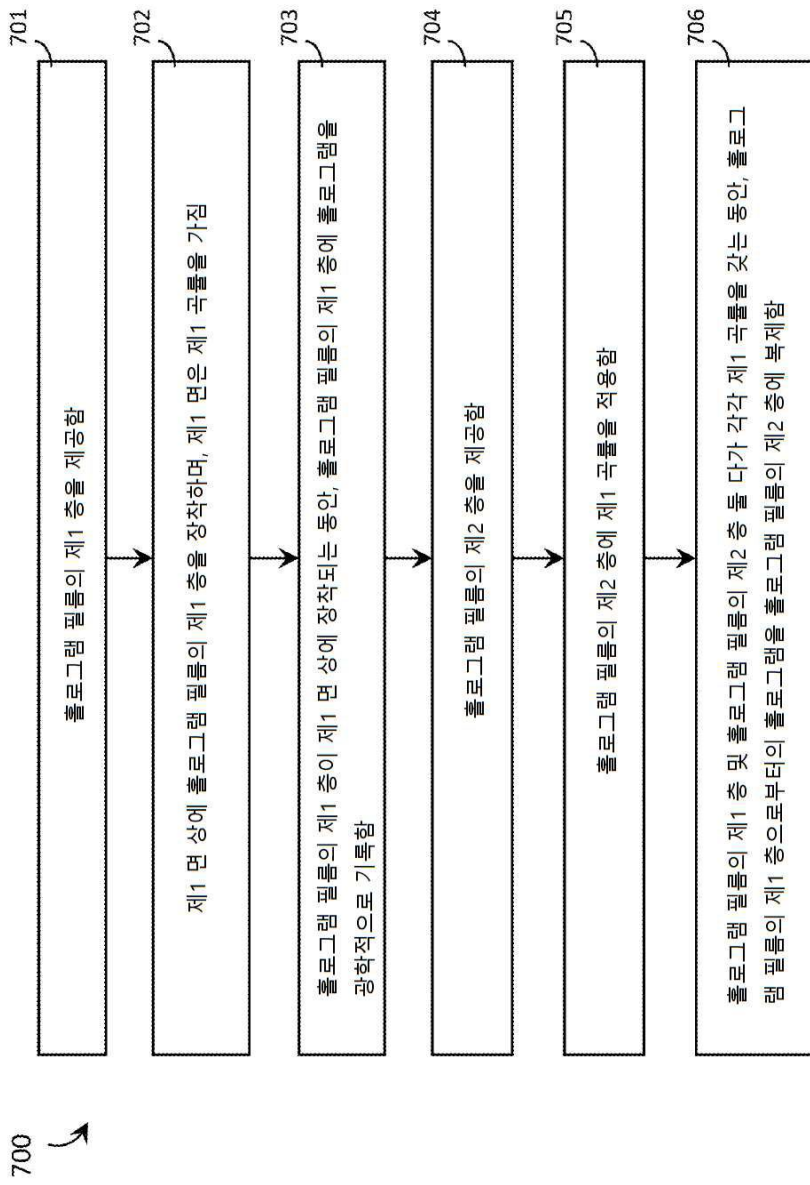 700
701
홀로그램 필름의 제1 층을 제공함
702
제1 면 상에 홀로그램 필름의 제1 층을 장착하며, 제1 면은 제1 곡률을 가짐
703
홀로그램 필름의 제1 층이 제1 면 상에 장착되는 동안, 홀로그램 필름의 제1 층에 홀로그램을
광학적으로 기록함
704
홀로그램 필름의 제2 층을 제공함
705
홀로그램 필름의 제2 층에 제1 곡률을 적용함
706
홀로그램 필름의 제1 층 및 홀로그램 필름의 제2 층 둘 다가 각각 제1 곡률을 갖는 동안, 홀로그
램 필름의 제1 층으로부터의 홀로그램을 홀로그램 필름의 제2 층에 복제함